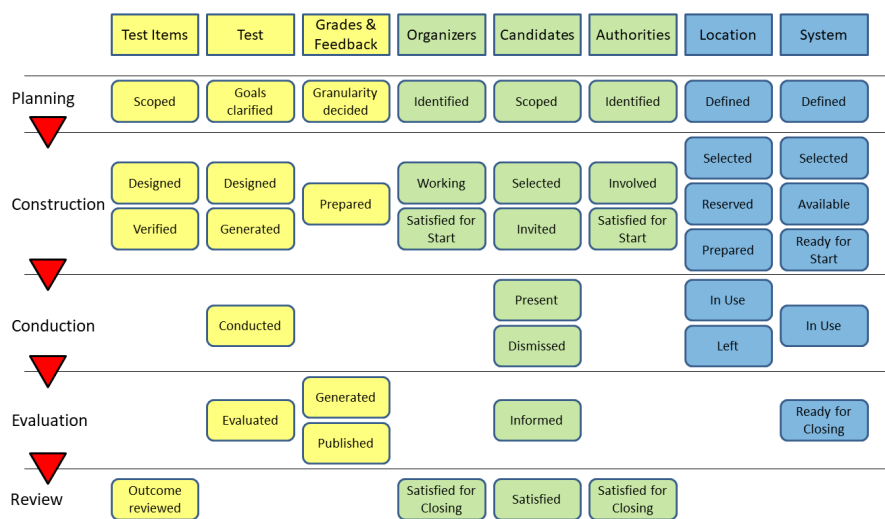 Test Items
Test
Grades &
Feedback
Organizers
Candidates
Authorities
Location
System
Planning
Scoped
Goals
clarified
Granularity
decided
Identified
Scoped
Identified
Defined
Defined
Construction
Designed
Verified
Designed
Generated
Prepared
Working
Satisfied for
Start
Selected
Invited
Involved
Satisfied for
Start
Selected
Reserved
Prepared
Selected
Available
Ready for
Start
Conduction
Conducted
Present
Dismissed
In Use
Left
In Use
Evaluation
Evaluated
Generated
Published
Informed
Ready for
Closing
Review
Outcome
reviewed
Satisfied for
Closing
Satisfied
Satisfied for
Closing